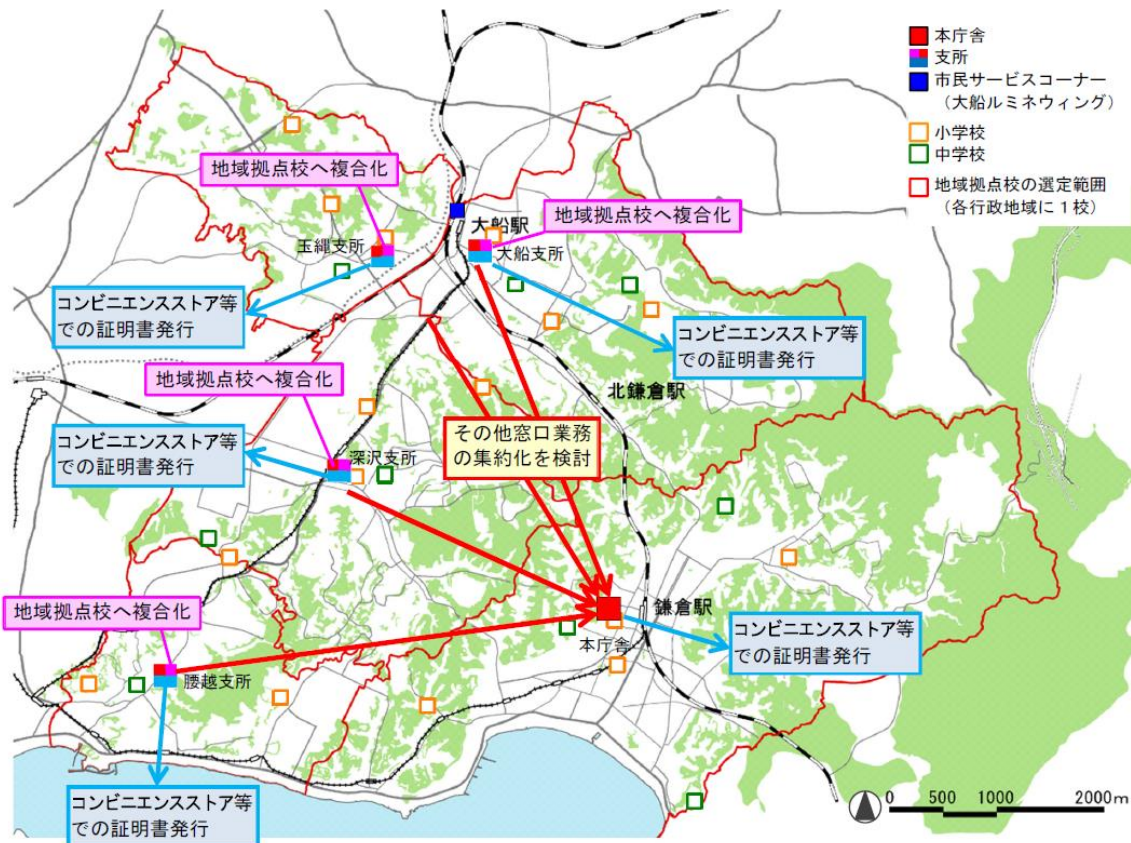 本庁舎
支所
市民サービスコーナー
（大船ルミネウィング）
小学校
中学校
地域拠点校の選定範囲
（各行政地域に１校）
地域拠点校へ複合化
地域拠点校へ複合化
大船駅
玉縄支所
大船支所
コンビニエンスストア等
での証明書発行
コンビニエンスストア等
での証明書発行
地域拠点校へ複合化
北鎌倉駅
その他窓口業務
の集約化を検討
コンビニエンスストア等
での証明書発行
深沢支所
地域拠点校へ複合化
鎌倉駅
本庁舎
コンビニエンスストア等
での証明書発行
腰越支所
コンビニエンスストア等
での証明書発行
0 500 1000 2000m